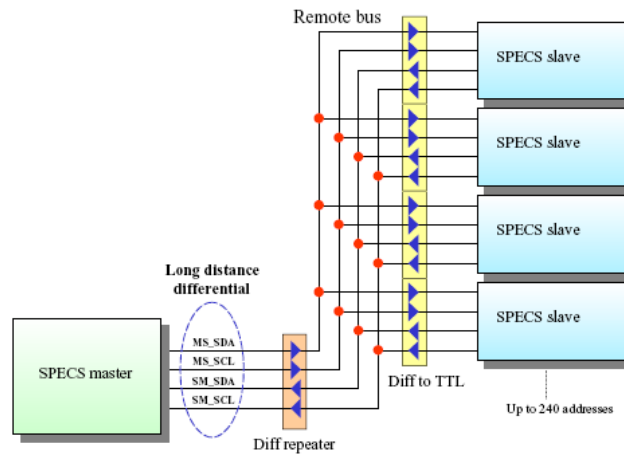 Remote bus
SPECS slave
SPECS slave
SPECS slave
SPECS slave
Long distance
differential
MS_SDA
MS_SCL
SM_SDA
SM_SCL
SPECS master
Diff to TTL
Diff repeater
Up to 240 addresses